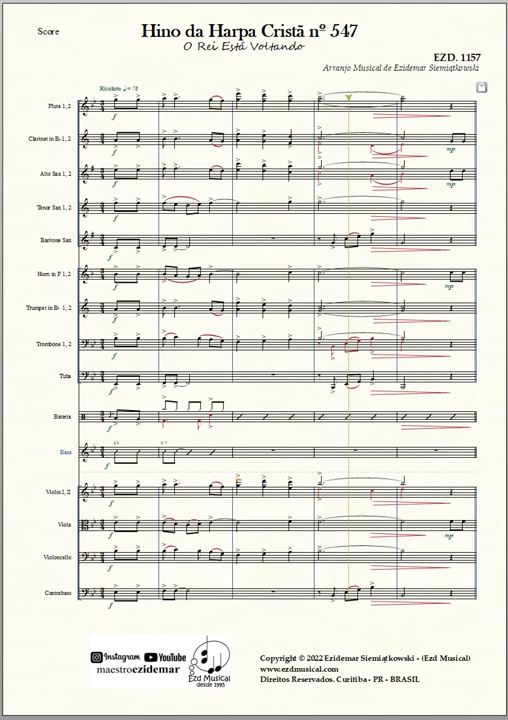 Score
Hino da Harpa Cristã nº 547
O Rei Está Voltando
EZD. 1157
Arranjo Musical de Ezidemar Siemiątkowski
Risoluto ♩= 78
Flute 1, 2
Clarinet in B♭ 1, 2
Alto Sax 1, 2
Tenor Sax 1, 2
Baritone Sax
Horn in F 1, 2
Trumpet in B♭ 1, 2
Trombone 1, 2
Tuba
Bateria
Base
Violin I, II
Viola
Violoncello
Contrabass
Instagram YouTube
maestroezidemar
Ezd Musical
desde 1993
Copyright © 2022 Ezidemar Siemiątkowski - (Ezd Musical)
www.ezdmusical.com
Direitos Reservados. Curitiba - PR - BRASIL